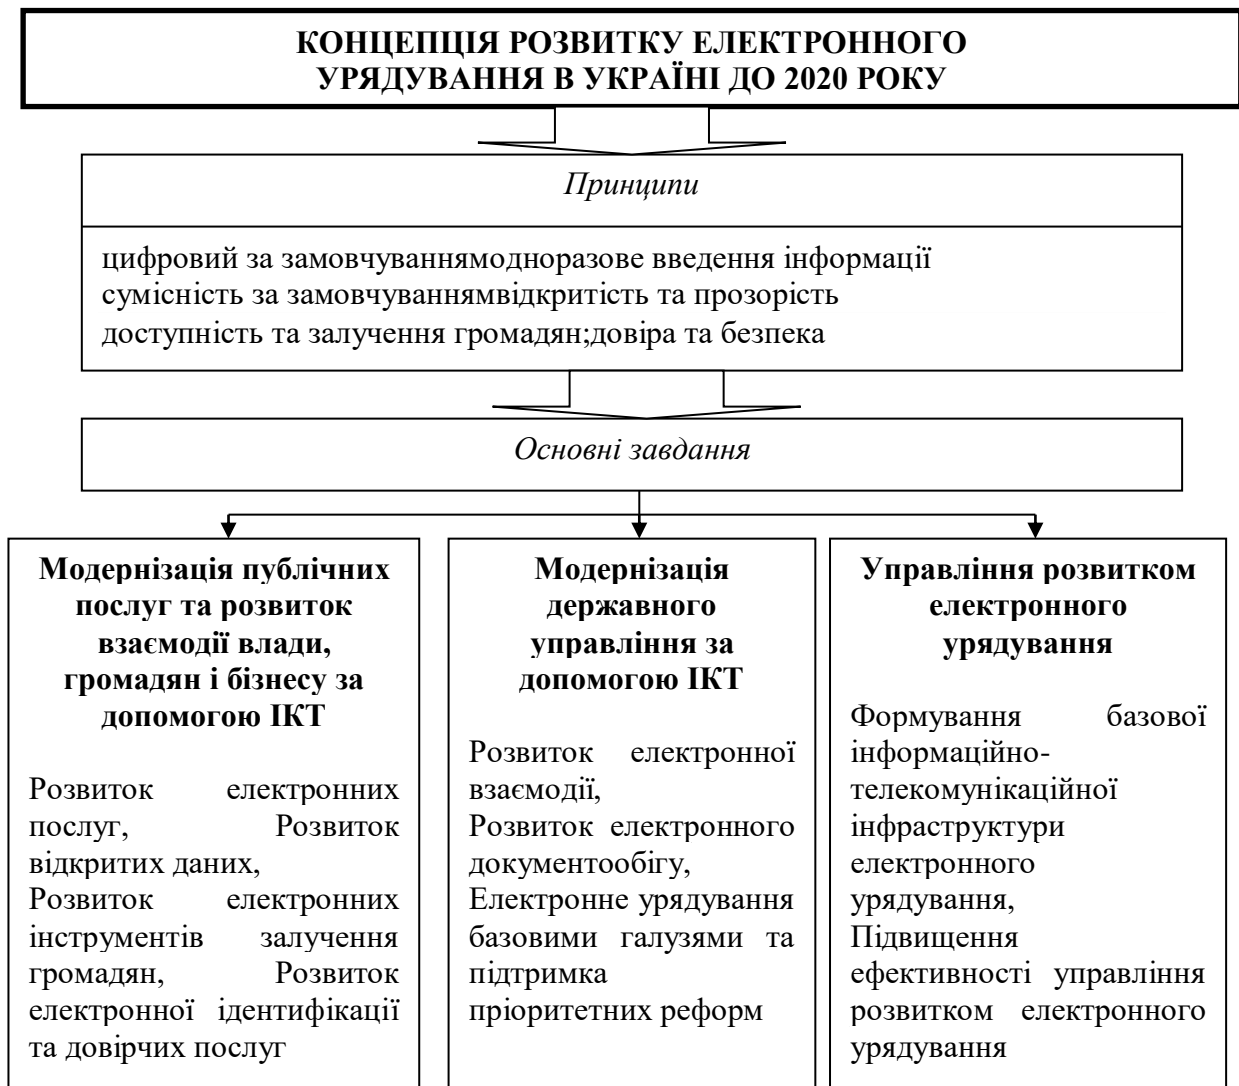 КОНЦЕПЦІЯ РОЗВИТКУ ЕЛЕКТРОННОГО
УРЯДУВАННЯ В УКРАЇНІ ДО 2020 РОКУ
Принципи
цифровий за замовчуваннямодноразове введення інформації
сумісність за замовчуваннямвідкритість та прозорість
доступність та залучення громадян;довіра та безпека
Основні завдання
Модернізація публічних
послуг та розвиток
взаємодії влади,
громадян і бізнесу за
допомогою ІКТ
Розвиток електронних
послуг, Розвиток
відкритих даних,
Розвиток електронних
інструментів залучення
громадян, Розвиток
електронної ідентифікації
та довірчих послуг
Модернізація
державного
управління за
допомогою ІКТ
Розвиток електронної
взаємодії,
Розвиток електронного
документообігу,
Електронне урядування
базовими галузями та
підтримка
пріоритетних реформ
Управління розвитком
електронного
урядування
Формування базової
інформаційно-
телекомунікаційної
інфраструктури
електронного
урядування,
Підвищення
ефективності управління
розвитком електронного
урядування